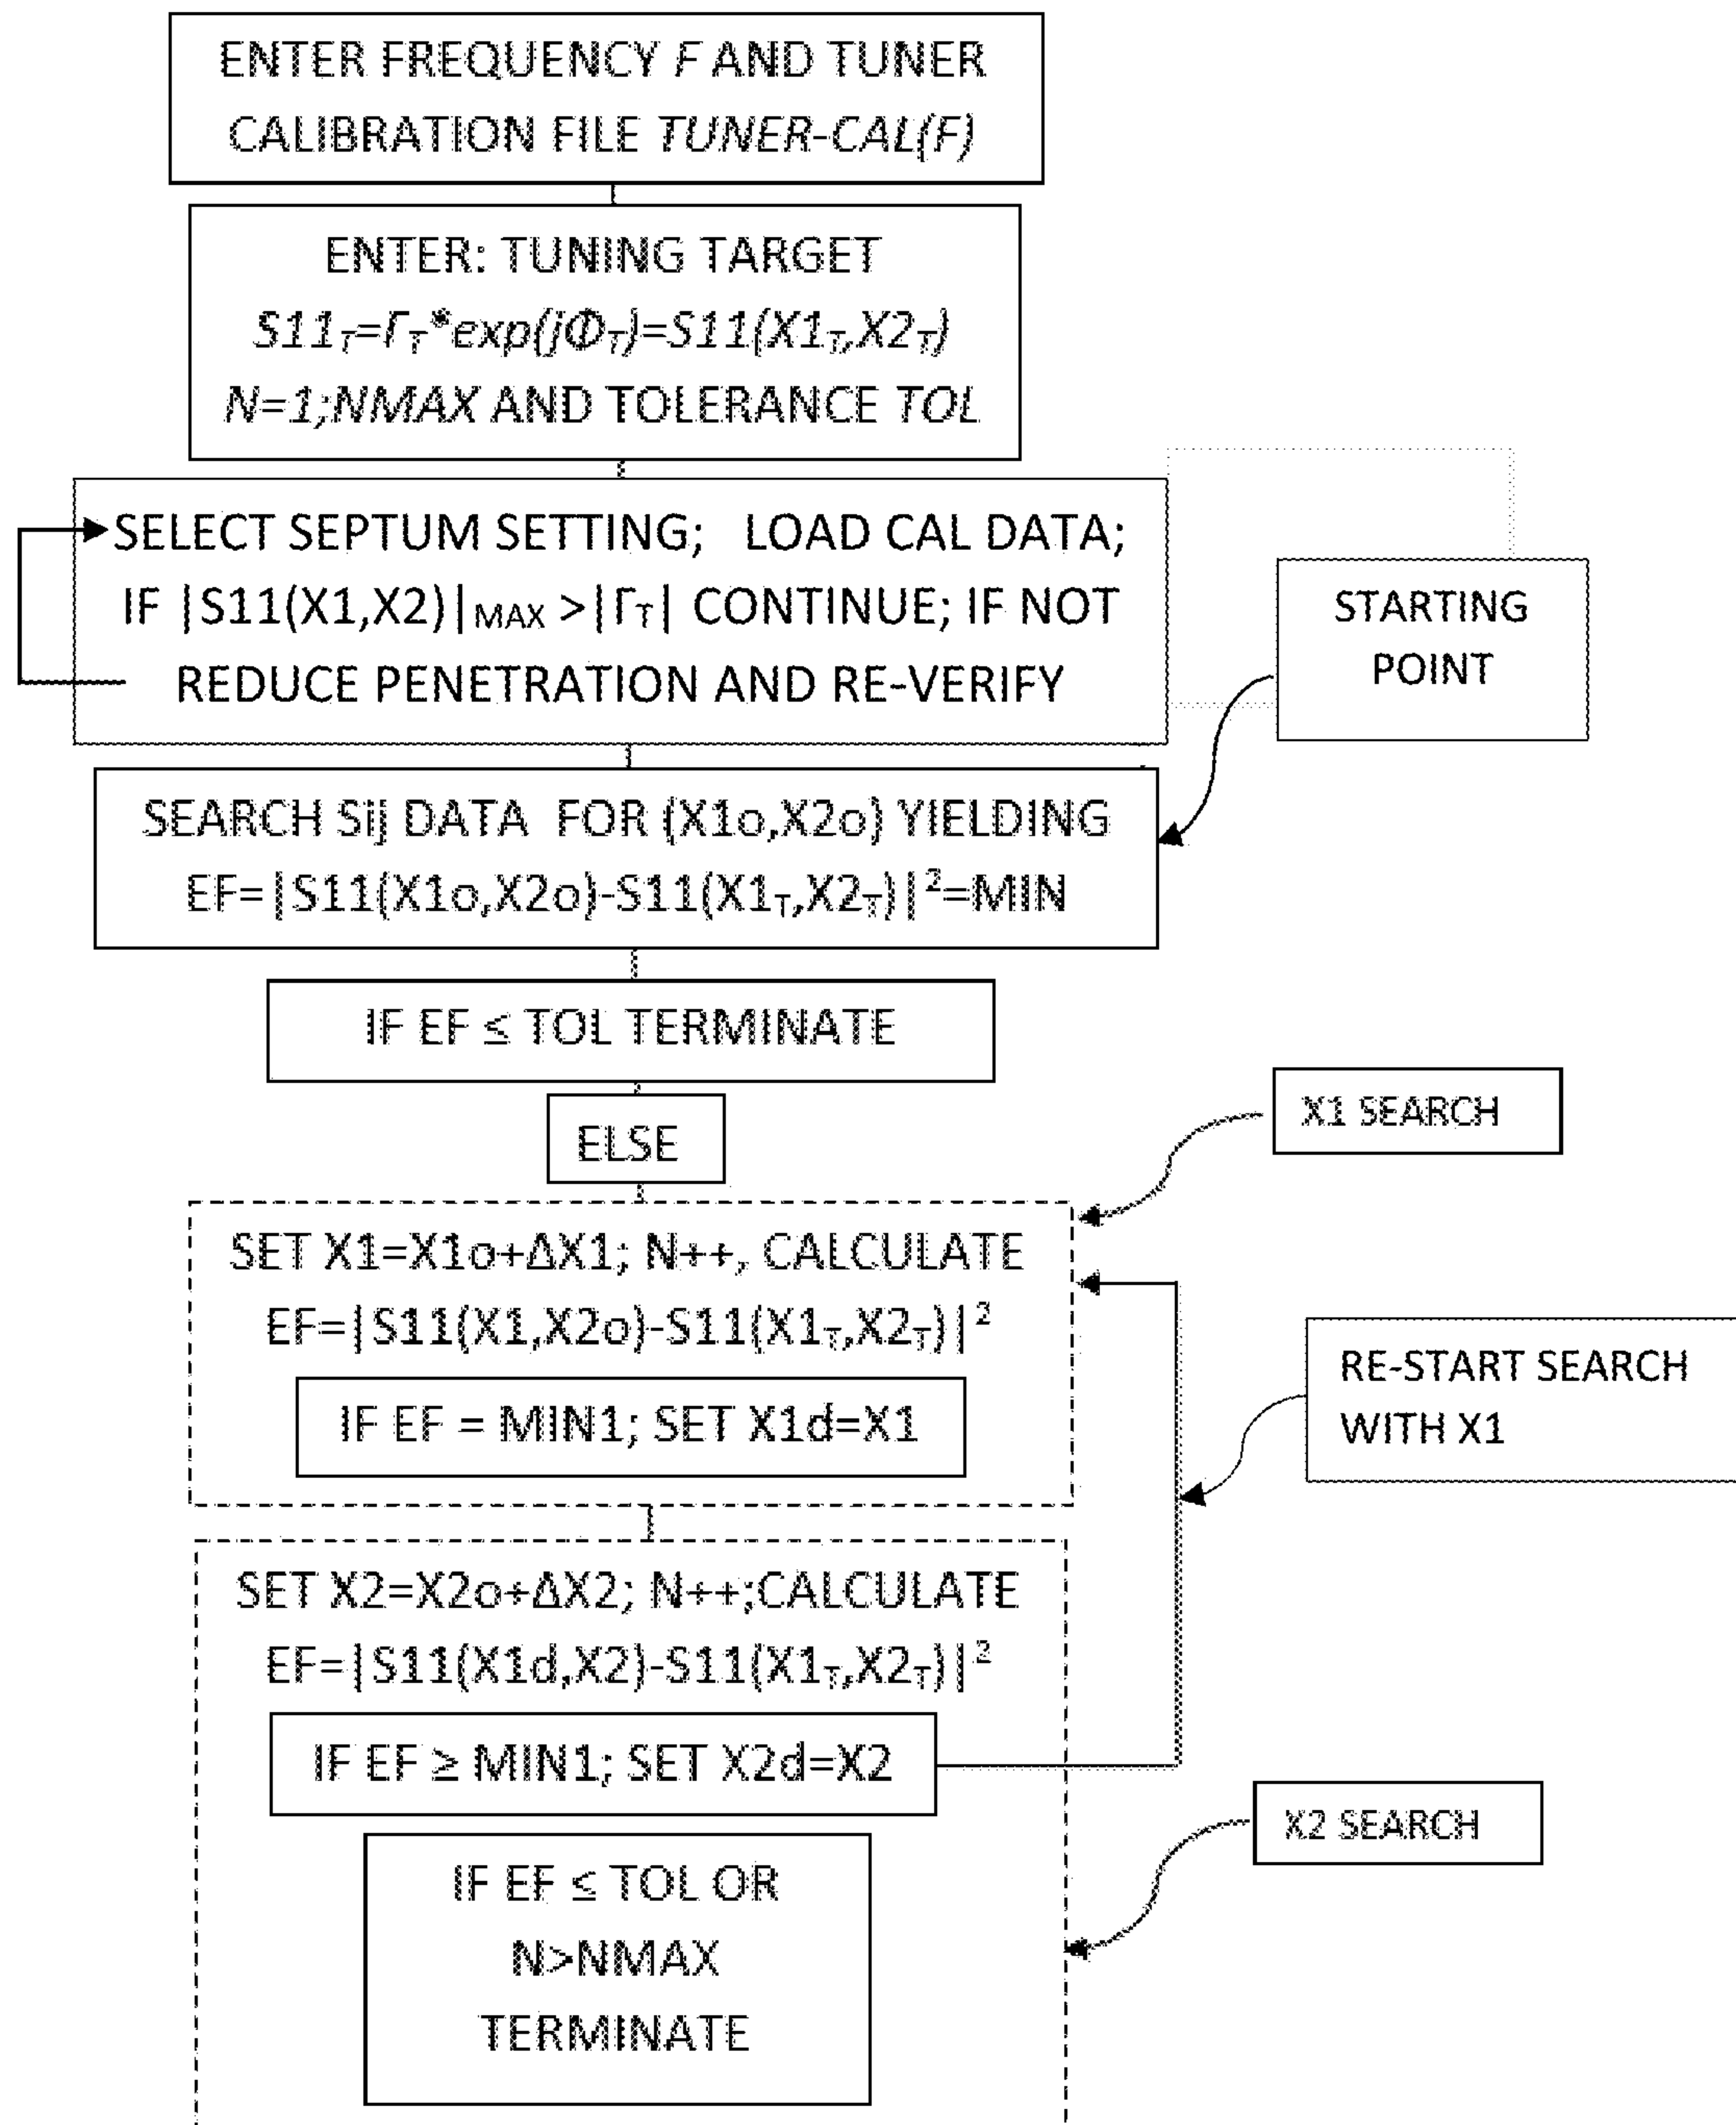 ENTER FREQUENCY F AND TUNER
CALIBRATION FILE TUNER-CAL(F)
ENTER: TUNING TARGET
S11T=ΓT*exp(jΦT)=S11(X1T,X2T)
N=1;NMAX AND TOLERANCE TOL
SELECT SEPTUM SETTING; LOAD CAL DATA;
IF |S11(X1,X2)|MAX >|ΓT| CONTINUE; IF NOT
REDUCE PENETRATION AND RE-VERIFY
STARTING
POINT
SEARCH Sij DATA FOR (X1o,X2o) YIELDING
EF=|S11(X1o,X2o)-S11(X1T,X2T)|²=MIN
IF EF ≤ TOL TERMINATE
ELSE
X1 SEARCH
SET X1=X1o+ΔX1; N++, CALCULATE
EF=|S11(X1,X2o)-S11(X1T,X2T)|²
IF EF = MIN1; SET X1d=X1
RE-START SEARCH
WITH X1
SET X2=X2o+ΔX2; N++;CALCULATE
EF=|S11(X1d,X2)-S11(X1T,X2T)|²
IF EF ≥ MIN1; SET X2d=X2
X2 SEARCH
IF EF ≤ TOL OR
N>NMAX
TERMINATE